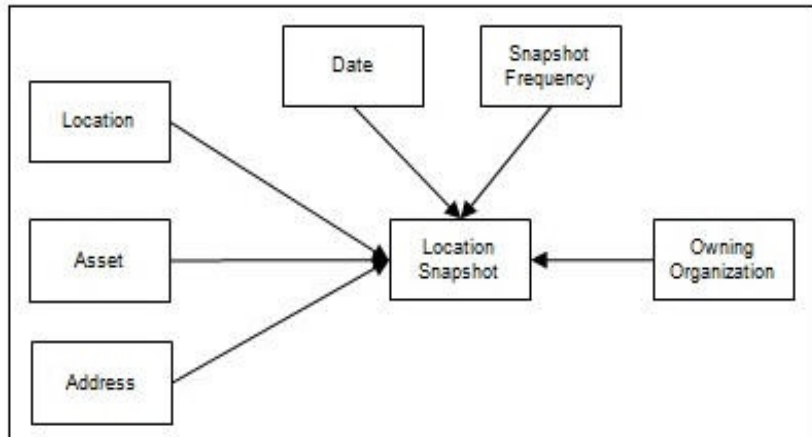 Date
Snapshot
Frequency
Location
Asset
Location
Snapshot
Owning
Organization
Address